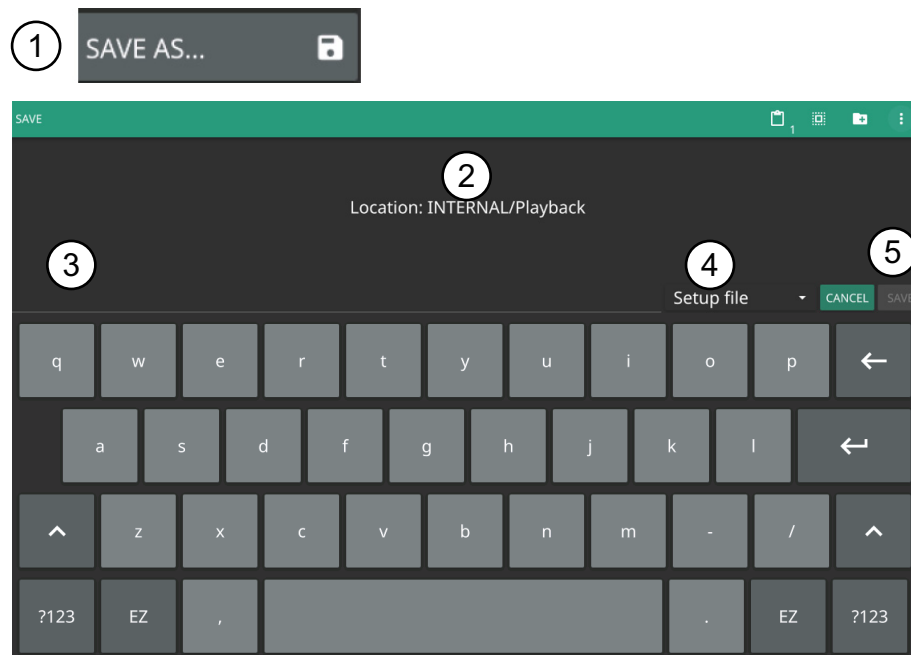 1
SAVE AS...
SAVE
1
2
Location: INTERNAL/Playback
3
4
5
Setup file
CANCEL
SAVE
q w e r t y u i o p
a s d f g h j k l
z x c v b n m - /
?123 EZ , . EZ ?123